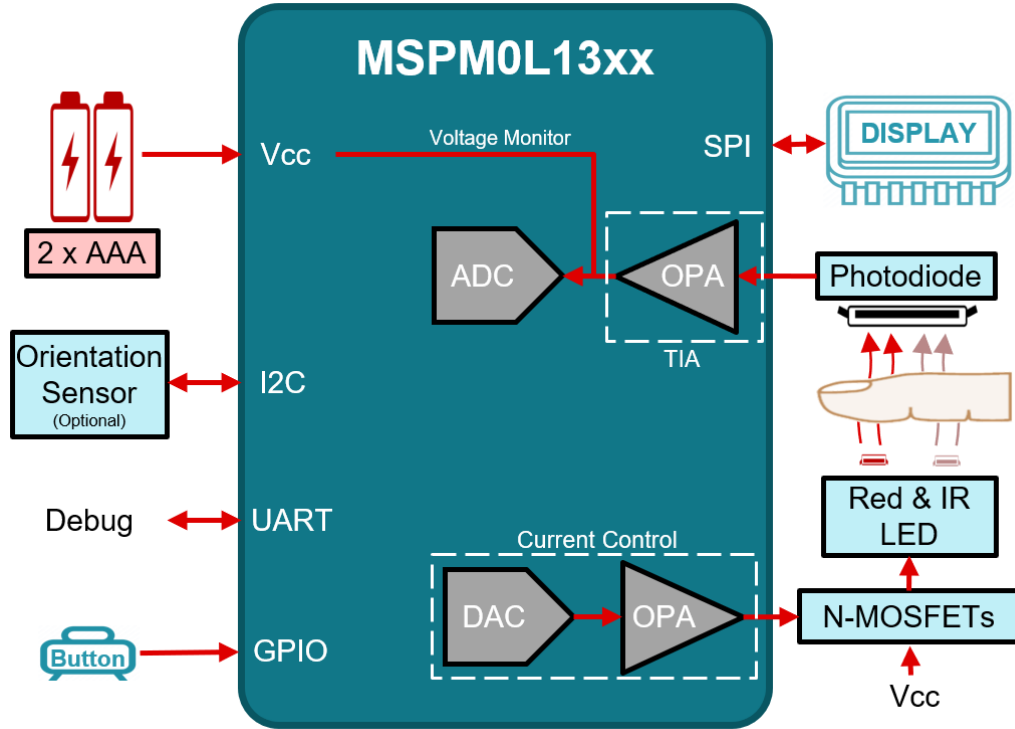 MSPM0L13xx
Vcc
Voltage Monitor
SPI
DISPLAY
2 x AAA
ADC
OPA
TIA
Photodiode
Orientation
Sensor
(Optional)
I2C
Debug
UART
Red & IR
LED
Current Control
DAC
OPA
N-MOSFETs
Button
GPIO
Vcc